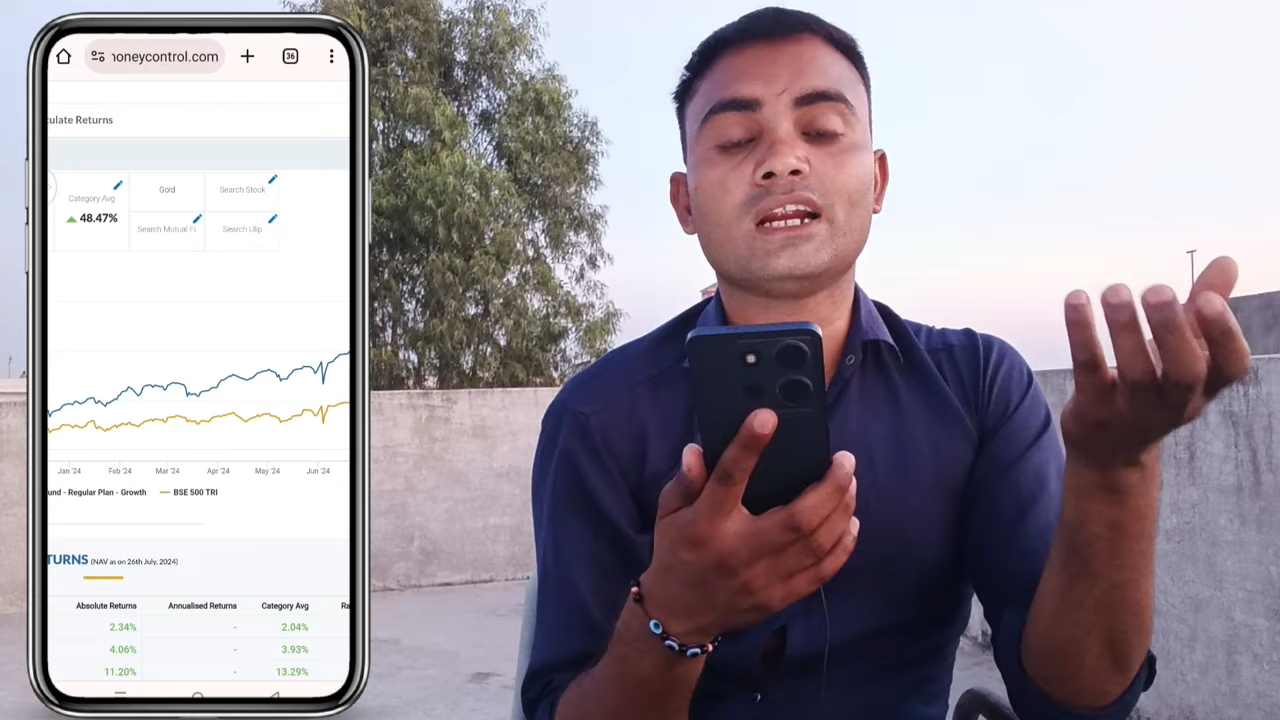 oneycontrol.com
36
culate Returns
Category Avg
48.47%
Gold
Search Stock
Search Mutual Fu
Search Ulip
Jan '24 Feb '24 Mar '24 Apr '24 May '24 Jun '24
und - Regular Plan - Growth BSE 500 TRI
TURNS (NAV as on 26th July, 2024)
Absolute Returns Annualised Returns Category Avg Ra
2.34% - 2.04%
4.06% - 3.93%
11.20% - 13.29%